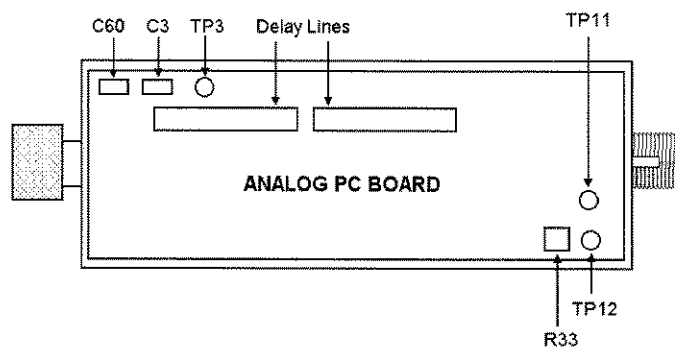 C60 C3 TP3 Delay Lines TP11
ANALOG PC BOARD
TP12
R33